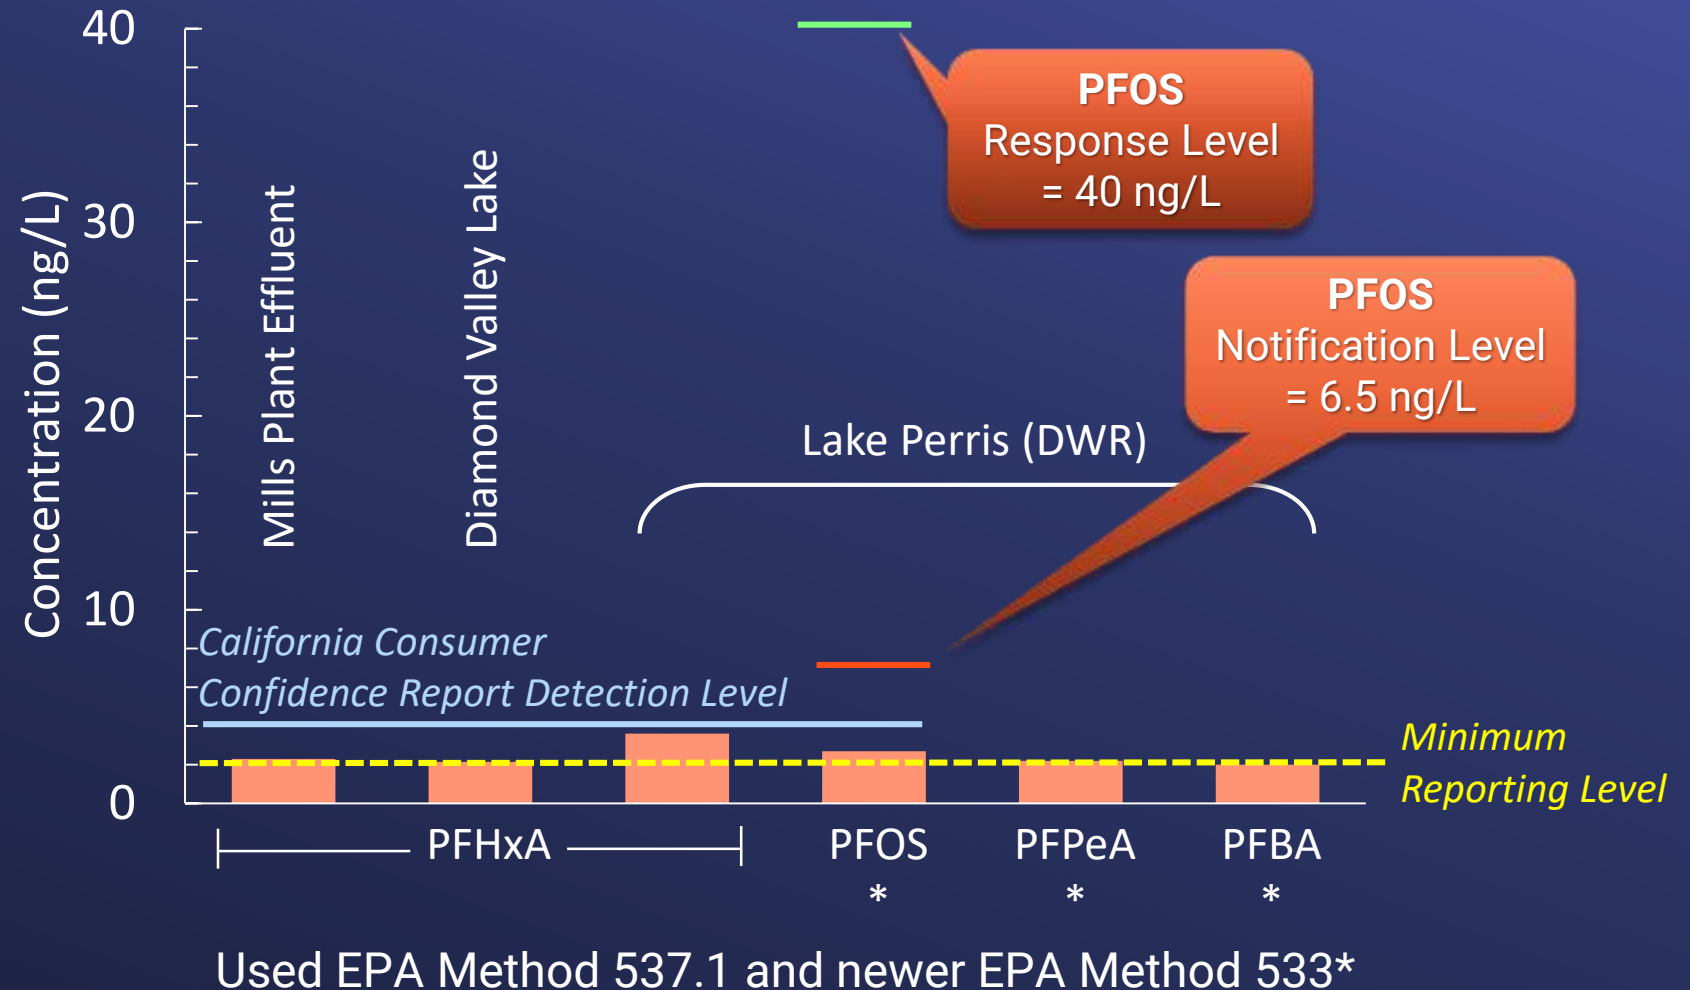 40
30
20
10
0
Concentration (ng/L)
Mills Plant Effluent
Diamond Valley Lake
PFOS
Response Level
= 40 ng/L
PFOS
Notification Level
= 6.5 ng/L
Lake Perris (DWR)
California Consumer
Confidence Report Detection Level
Minimum
Reporting Level
PFHxA
PFOS
PFPeA
PFBA
*
*
*
Used EPA Method 537.1 and newer EPA Method 533*